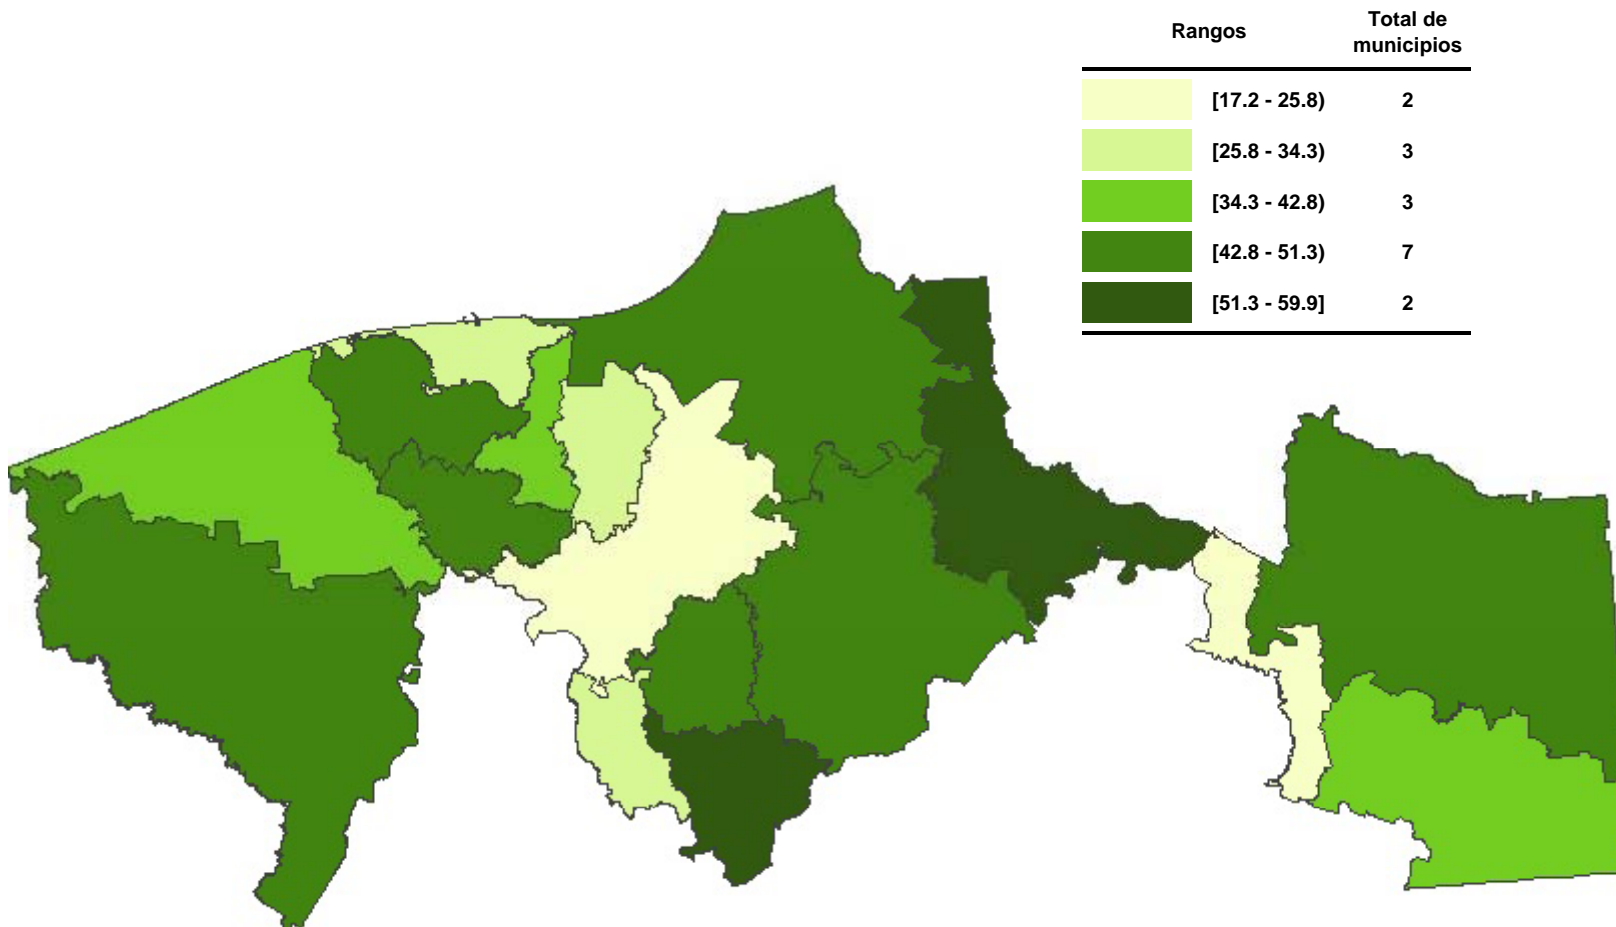 Rangos Total de
municipios
[17.2 - 25.8) 2
[25.8 - 34.3) 3
[34.3 - 42.8) 3
[42.8 - 51.3) 7
[51.3 - 59.9] 2